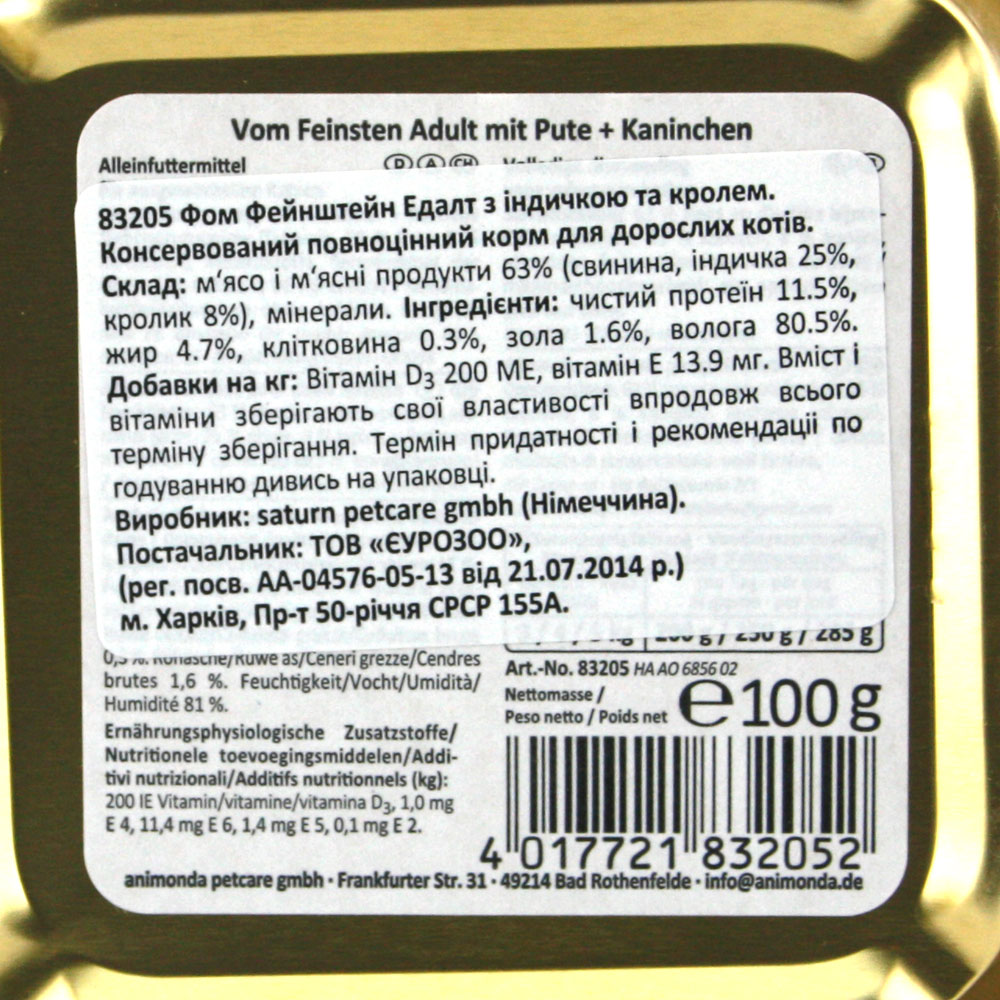 Vom Feinsten Adult mit Pute + Kaninchen
Alleinfuttermittel D A CH
83205 Фом Фейнштейн Едалт з індичкою та кролем.
Консервований повноцінний корм для дорослих котів.
Склад: м‘ясо і м‘ясні продукти 63% (свинина, індичка 25%,
кролик 8%), мінерали. Інгредієнти: чистий протеїн 11.5%,
жир 4.7%, клітковина 0.3%, зола 1.6%, волога 80.5%.
Добавки на кг: Вітамін D3 200 МЕ, вітамін Е 13.9 мг. Вміст і
вітаміни зберігають свої властивості впродовж всього
терміну зберігання. Термін придатності і рекомендації по
годуванню дивись на упаковці.
Виробник: saturn petcare gmbh (Німеччина).
Постачальник: ТОВ «ЄУРОЗОО»,
(рег. посв. АА-04576-05-13 від 21.07.2014 р.)
м. Харків, Пр-т 50-річчя СРСР 155А.
200 g / 250 g / 285 g
0,3 %. Rohasche/Ruwe as/Ceneri grezze/Cendres
brutes 1,6 %. Feuchtigkeit/Vocht/Umidità/
Humidité 81 %.
Ernährungsphysiologische Zusatzstoffe/
Nutritionele toevoegingsmiddelen/Addi-
tivi nutrizionali/Additifs nutritionnels (kg):
200 IE Vitamin/vitamine/vitamina D3, 1,0 mg
E 4, 11,4 mg E 6, 1,4 mg E 5, 0,1 mg E 2.
Art.-No. 83205 HA AO 6856 02
Nettomasse /
Peso netto / Poids net ℮100 g
4 017721 832052
animonda petcare gmbh · Frankfurter Str. 31 · 49214 Bad Rothenfelde · info@animonda.de